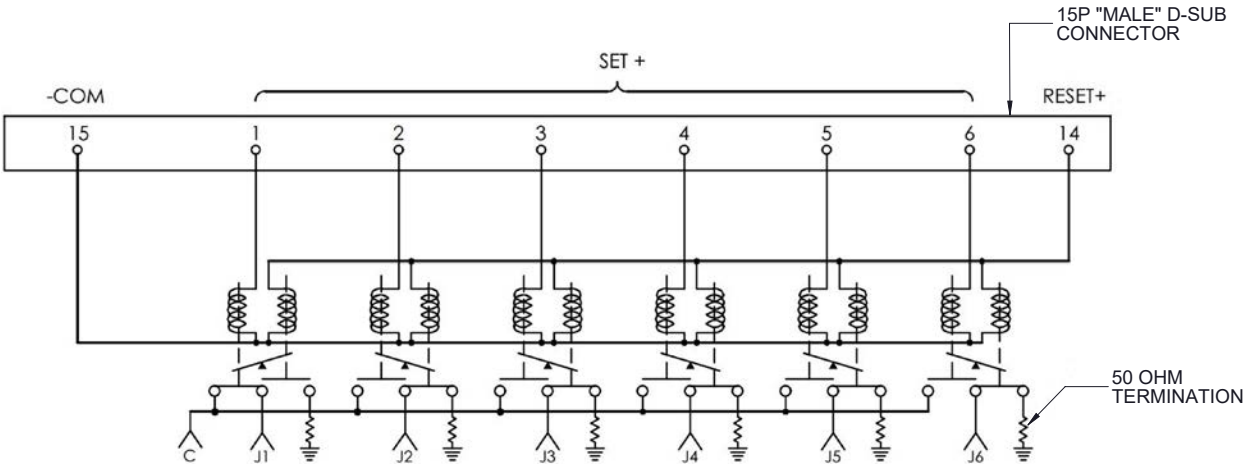 15P "MALE" D-SUB
CONNECTOR
SET +
-COM
RESET+
15 1 2 3 4 5 6 14
50 OHM
TERMINATION
C J1 J2 J3 J4 J5 J6